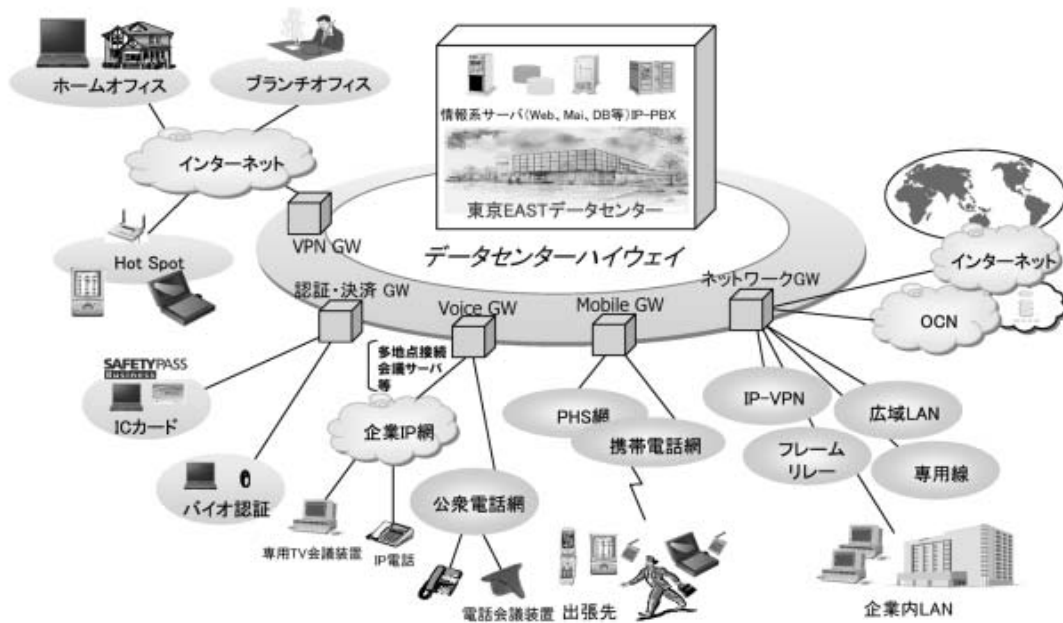 ホームオフィス
ブランチオフィス
インターネット
情報系サーバ(Web、Mai、DB等)IP-PBX
東京EASTデータセンター
データセンターハイウェイ
VPN GW
Hot Spot
認証・決済 GW
Voice GW
Mobile GW
ネットワークGW
インターネット
OCN
多地点接続
会議サーバ
等
SAFETYPASS
Business
ICカード
バイオ認証
企業IP網
専用TV会議装置
IP電話
公衆電話網
電話会議装置
PHS網
携帯電話網
出張先
IP-VPN
広域LAN
フレーム
リレー
専用線
企業内LAN